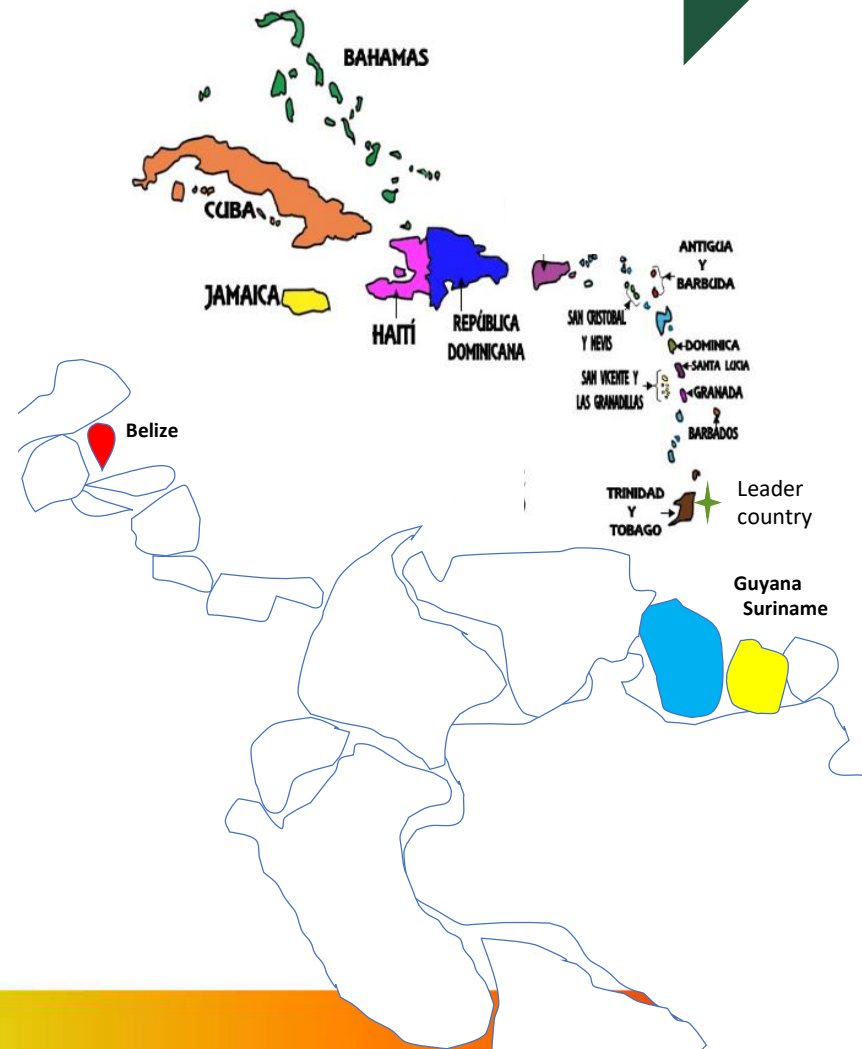 BAHAMAS
CUBA
JAMAICA
HAITÍ
REPÚBLICA
DOMINICANA
ANTIGUA
Y
BARBUDA
SAN CRISTOBAL
Y NEVIS
DOMINICA
SANTA LUCIA
SAN VICENTE Y
LAS GRANADILLAS
GRANADA
BARBADOS
Belize
TRINIDAD
Y
TOBAGO
Leader
country
Guyana
Suriname